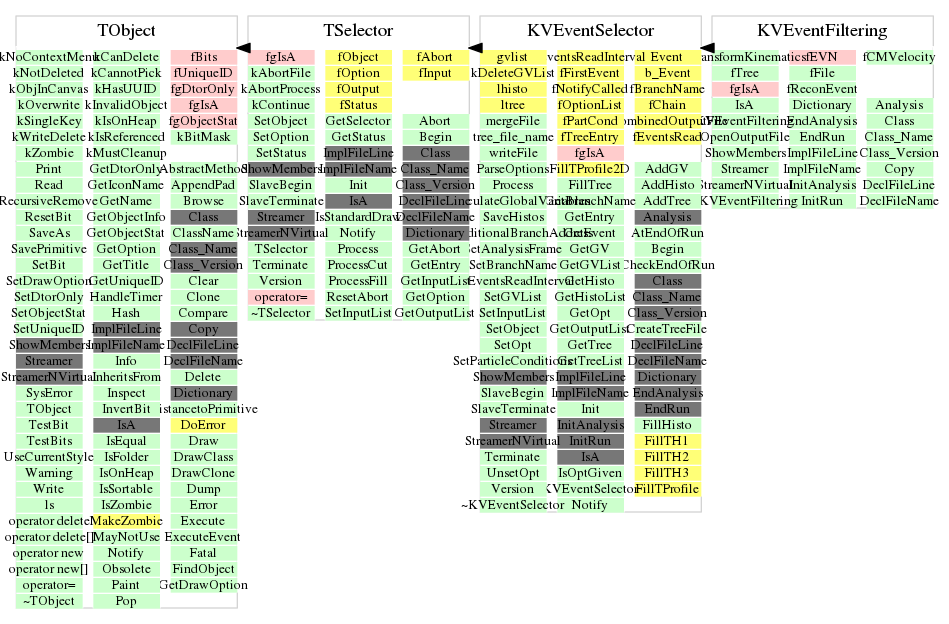 TObject TSelector KVEventSelector KVEventFiltering
kNoContextMenu kCanDelete fBits fgIsA fObject fAbort gvlist Event fEVN fCMVelocity
kNotDeleted kCannotPick fUniqueID kAbortFile fOption fInput kDeleteGVList fFirstEvent b_Event fTree fFile
kObjInCanvas kHasUUID fgDtorOnly kAbortProcess fOutput lhisto fNotifyCalled fBranchName fgIsA fReconEvent
kOverwrite kInvalidObject fgIsA kContinue fStatus ltree fOptionList fChain IsA Dictionary Analysis
kSingleKey kIsOnHeap fgObjectStat SetObject GetSelector Abort mergeFile fPartCond EndAnalysis Class
kWriteDelete kIsReferenced kBitMask SetOption GetStatus Begin tree_file_name fTreeEntry fEventsRead OpenOutputFile EndRun Class_Name
kZombie kMustCleanup SetStatus ImplFileLine Class writeFile fgIsA ShowMembers ImplFileLine Class_Version
Print GetDtorOnly AbstractMethod ShowMembers ImplFileName Class_Name ParseOptions FillTProfile2D AddGV Streamer ImplFileName Copy
Read GetIconName AppendPad SlaveBegin Init Class_Version Process FillTree AddHisto StreamerNVirtual InitAnalysis DeclFileLine
RecursiveRemove GetName Browse SlaveTerminate IsA DeclFileLine GetBranchName AddTree KVEventFiltering InitRun DeclFileName
ResetBit GetObjectInfo Class Streamer IsStandardDraw DeclFileName SaveHistos GetEntry Analysis
SaveAs GetObjectStat ClassName StreamerNVirtual Notify Dictionary GetEvent AtEndOfRun
SavePrimitive GetOption Class_Name TSelector Process GetAbort SetAnalysisFrame GetGV Begin
SetBit GetTitle Class_Version Terminate ProcessCut GetEntry SetBranchName GetGVList CheckEndOfRun
SetDrawOption GetUniqueID Clear Version ProcessFill GetInputList GetHisto Class
SetDtorOnly HandleTimer Clone operator= ResetAbort GetOption SetGVList GetHistoList Class_Name
SetObjectStat Hash Compare ~TSelector SetInputList GetOutputList SetInputList GetOpt Class_Version
SetUniqueID ImplFileLine Copy SetObject GetOutputList CreateTreeFile
ShowMembers ImplFileName DeclFileLine SetOpt GetTree DeclFileLine
Streamer Info DeclFileName SetParticleConditions GetTreeList DeclFileName
StreamerNVirtual InheritsFrom Delete ShowMembers ImplFileLine Dictionary
SysError Inspect Dictionary SlaveBegin ImplFileName EndAnalysis
TObject InvertBit SlaveTerminate Init EndRun
TestBit IsA DoError Streamer InitAnalysis FillHisto
TestBits IsEqual Draw StreamerNVirtual InitRun FillTH1
UseCurrentStyle IsFolder DrawClass Terminate IsA FillTH2
Warning IsOnHeap DrawClone UnsetOpt IsOptGiven FillTH3
Write IsSortable Dump Version KVEventSelector FillTProfile
ls IsZombie Error ~KVEventSelector Notify
operator delete MakeZombie Execute
operator delete[] MayNotUse ExecuteEvent
operator new Notify Fatal
operator new[] Obsolete FindObject
operator= Paint GetDrawOption
~TObject Pop